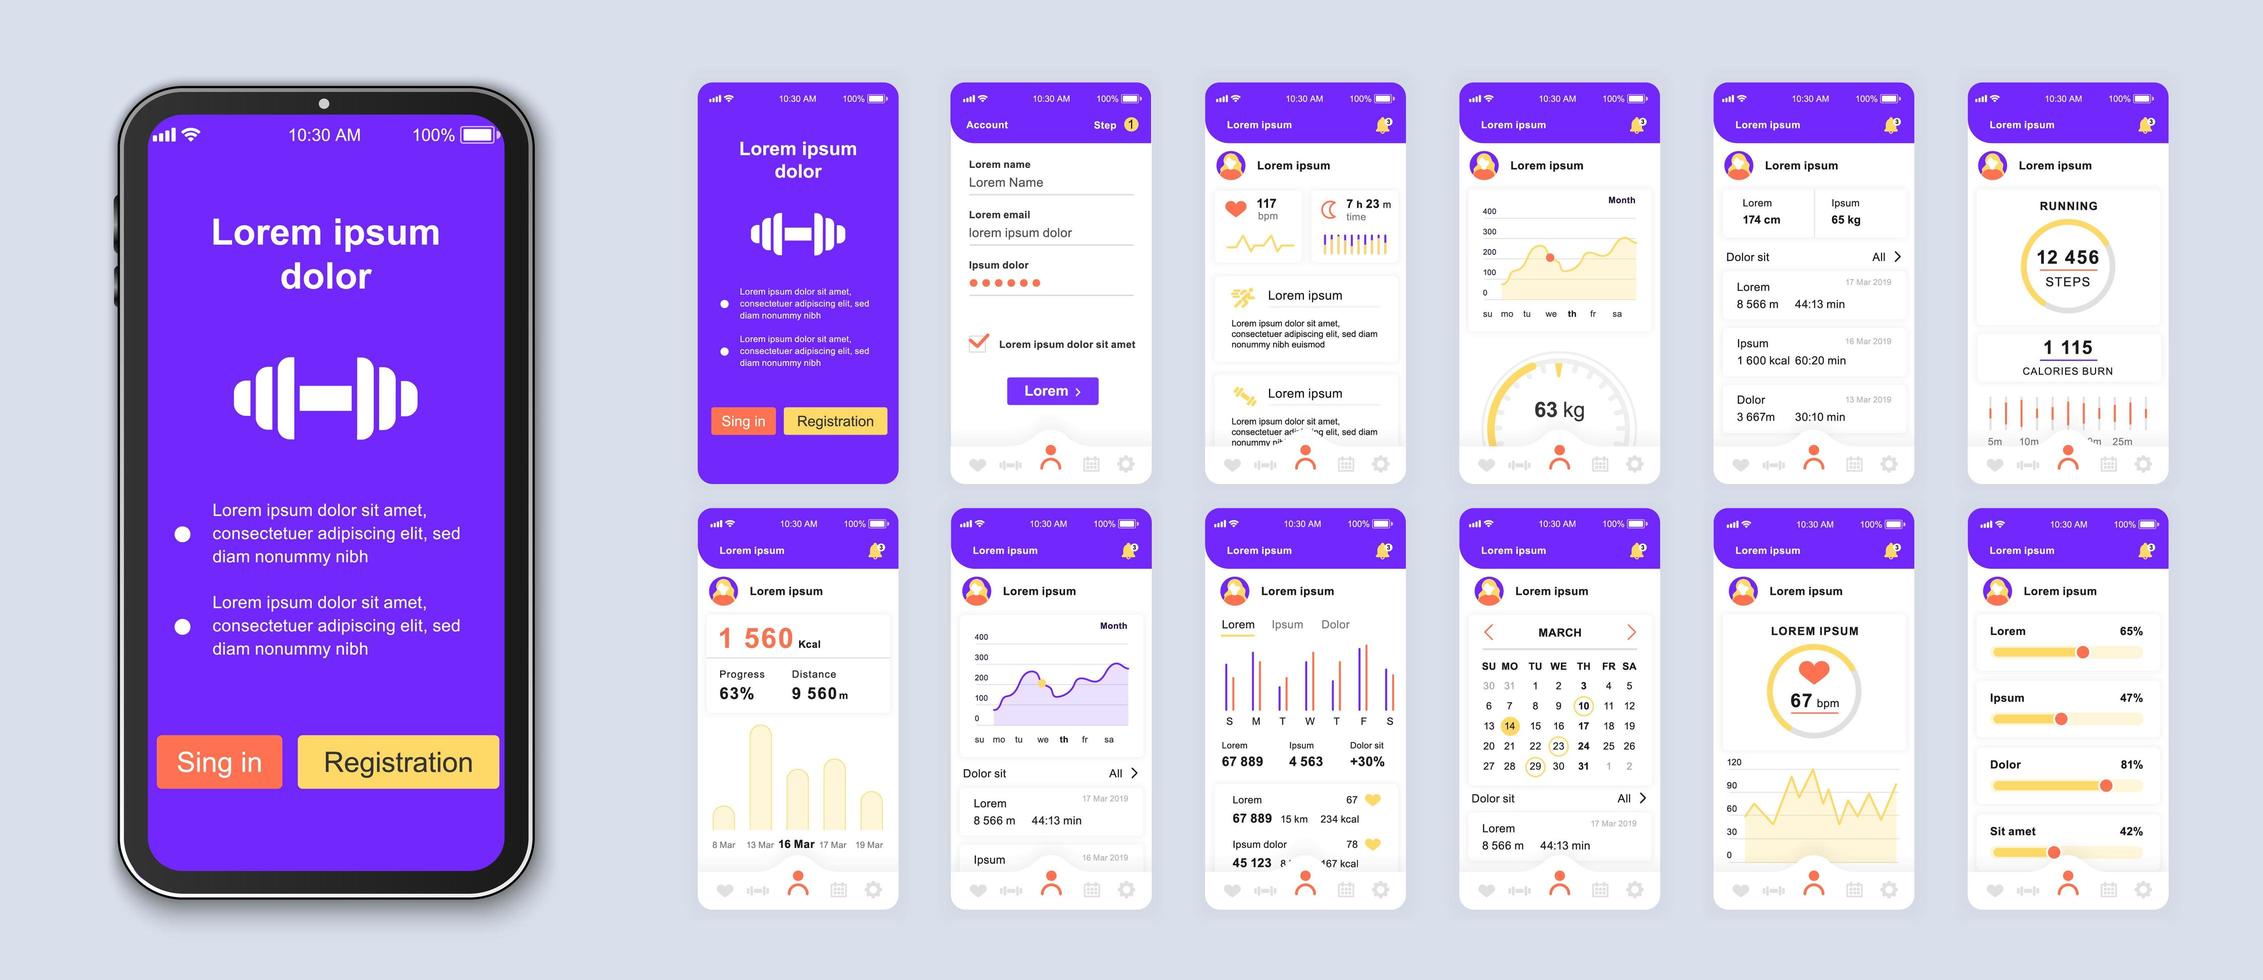 10:30 AM 100%
Lorem ipsum
dolor
Lorem ipsum dolor sit amet,
consectetuer adipiscing elit, sed
diam nonummy nibh
Lorem ipsum dolor sit amet,
consectetuer adipiscing elit, sed
diam nonummy nibh
Sing in Registration
10:30 AM 100%
Lorem ipsum
dolor
Lorem ipsum dolor sit amet,
consectetuer adipiscing elit, sed
diam nonummy nibh
Lorem ipsum dolor sit amet,
consectetuer adipiscing elit, sed
diam nonummy nibh
Sing in Registration
10:30 AM 100%
Account Step 1
Lorem name
Lorem Name
Lorem email
lorem ipsum dolor
Ipsum dolor
Lorem ipsum dolor sit amet
Lorem >
10:30 AM 100%
Lorem ipsum 3
Lorem ipsum
117 7 h 23 m
bpm time
Lorem ipsum
Lorem ipsum dolor sit amet,
consectetuer adipiscing elit, sed diam
nonummy nibh euismod
Lorem ipsum
Lorem ipsum dolor sit amet,
consectetuer adipiscing elit, sed diam
nonummy
10:30 AM 100%
Lorem ipsum 3
Lorem ipsum
Month
400
300
200
100
0
su mo tu we th fr sa
63 kg
10:30 AM 100%
Lorem ipsum 3
Lorem ipsum
Lorem Ipsum
174 cm 65 kg
Dolor sit All >
17 Mar 2019
Lorem
8 566 m 44:13 min
16 Mar 2019
Ipsum
1 600 kcal 60:20 min
13 Mar 2019
Dolor
3 667m 30:10 min
10:30 AM 100%
Lorem ipsum 3
Lorem ipsum
RUNNING
12 456
STEPS
1 115
CALORIES BURN
5m 10m 25m
10:30 AM 100%
Lorem ipsum 3
Lorem ipsum
1 560 Kcal
Progress Distance
63% 9 560 m
8 Mar 13 Mar 16 Mar 17 Mar 19 Mar
10:30 AM 100%
Lorem ipsum 3
Lorem ipsum
Month
400
300
200
100
0
su mo tu we th fr sa
Dolor sit All >
17 Mar 2019
Lorem
8 566 m 44:13 min
16 Mar 2019
Ipsum
10:30 AM 100%
Lorem ipsum 3
Lorem ipsum
Lorem Ipsum Dolor
S M T W T F S
Lorem Ipsum Dolor sit
67 889 4 563 +30%
Lorem 67
67 889 15 km 234 kcal
Ipsum dolor 78
45 123 8 167 kcal
10:30 AM 100%
Lorem ipsum 3
Lorem ipsum
< MARCH >
SU MO TU WE TH FR SA
30 31 1 2 3 4 5
6 7 8 9 10 11 12
13 14 15 16 17 18 19
20 21 22 23 24 25 26
27 28 29 30 31 1 2
Dolor sit All >
17 Mar 2019
Lorem
8 566 m 44:13 min
10:30 AM 100%
Lorem ipsum 3
Lorem ipsum
LOREM IPSUM
67 bpm
120
90
60
30
0
10:30 AM 100%
Lorem ipsum 3
Lorem ipsum
Lorem 65%
Ipsum 47%
Dolor 81%
Sit amet 42%